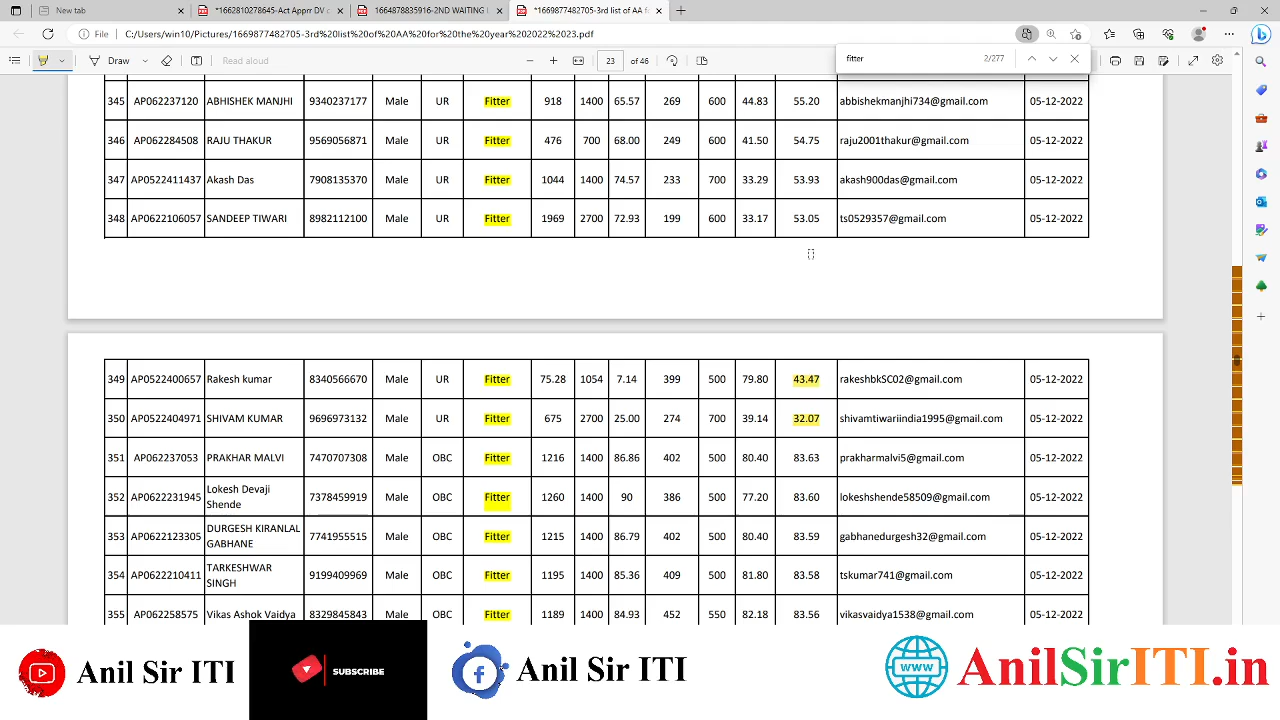 New tab
*1662810278645-Act Apprr DV c
1664878835916-2ND WAITING L
*1669877482705-3rd list of AA f
File
C:/Users/win10/Pictures/1669877482705-3rd%20list%20of%20AA%20for%20the%20year%202022%202023.pdf
Draw
Read aloud
23 of 46
fitter
2/277
345 AP062237120 ABHISHEK MANJHI 9340237177 Male UR Fitter 918 1400 65.57 269 600 44.83 55.20 abbishekmanjhi734@gmail.com 05-12-2022
346 AP062284508 RAJU THAKUR 9569056871 Male UR Fitter 476 700 68.00 249 600 41.50 54.75 raju2001thakur@gmail.com 05-12-2022
347 AP0522411437 Akash Das 7908135370 Male UR Fitter 1044 1400 74.57 233 700 33.29 53.93 akash900das@gmail.com 05-12-2022
348 AP0622106057 SANDEEP TIWARI 8982112100 Male UR Fitter 1969 2700 72.93 199 600 33.17 53.05 ts0529357@gmail.com 05-12-2022
349 AP0522400657 Rakesh kumar 8340566670 Male UR Fitter 75.28 1054 7.14 399 500 79.80 43.47 rakeshbkSC02@gmail.com 05-12-2022
350 AP0522404971 SHIVAM KUMAR 9696973132 Male UR Fitter 675 2700 25.00 274 700 39.14 32.07 shivamtiwariindia1995@gmail.com 05-12-2022
351 AP062237053 PRAKHAR MALVI 7470707308 Male OBC Fitter 1216 1400 86.86 402 500 80.40 83.63 prakharmalvi5@gmail.com 05-12-2022
352 AP0622231945 Lokesh Devaji Shende 7378459919 Male OBC Fitter 1260 1400 90 386 500 77.20 83.60 lokeshshende58509@gmail.com 05-12-2022
353 AP0622123305 DURGESH KIRANLAL GABHANE 7741955515 Male OBC Fitter 1215 1400 86.79 402 500 80.40 83.59 gabhanedurgesh32@gmail.com 05-12-2022
354 AP0622210411 TARKESHWAR SINGH 9199409969 Male OBC Fitter 1195 1400 85.36 409 500 81.80 83.58 tskumar741@gmail.com 05-12-2022
355 AP062258575 Vikas Ashok Vaidya 8329845843 Male OBC Fitter 1189 1400 84.93 452 550 82.18 83.56 vikasvaidya1538@gmail.com 05-12-2022
Anil Sir ITI
SUBSCRIBE
Anil Sir ITI
www
AnilSirITI.in